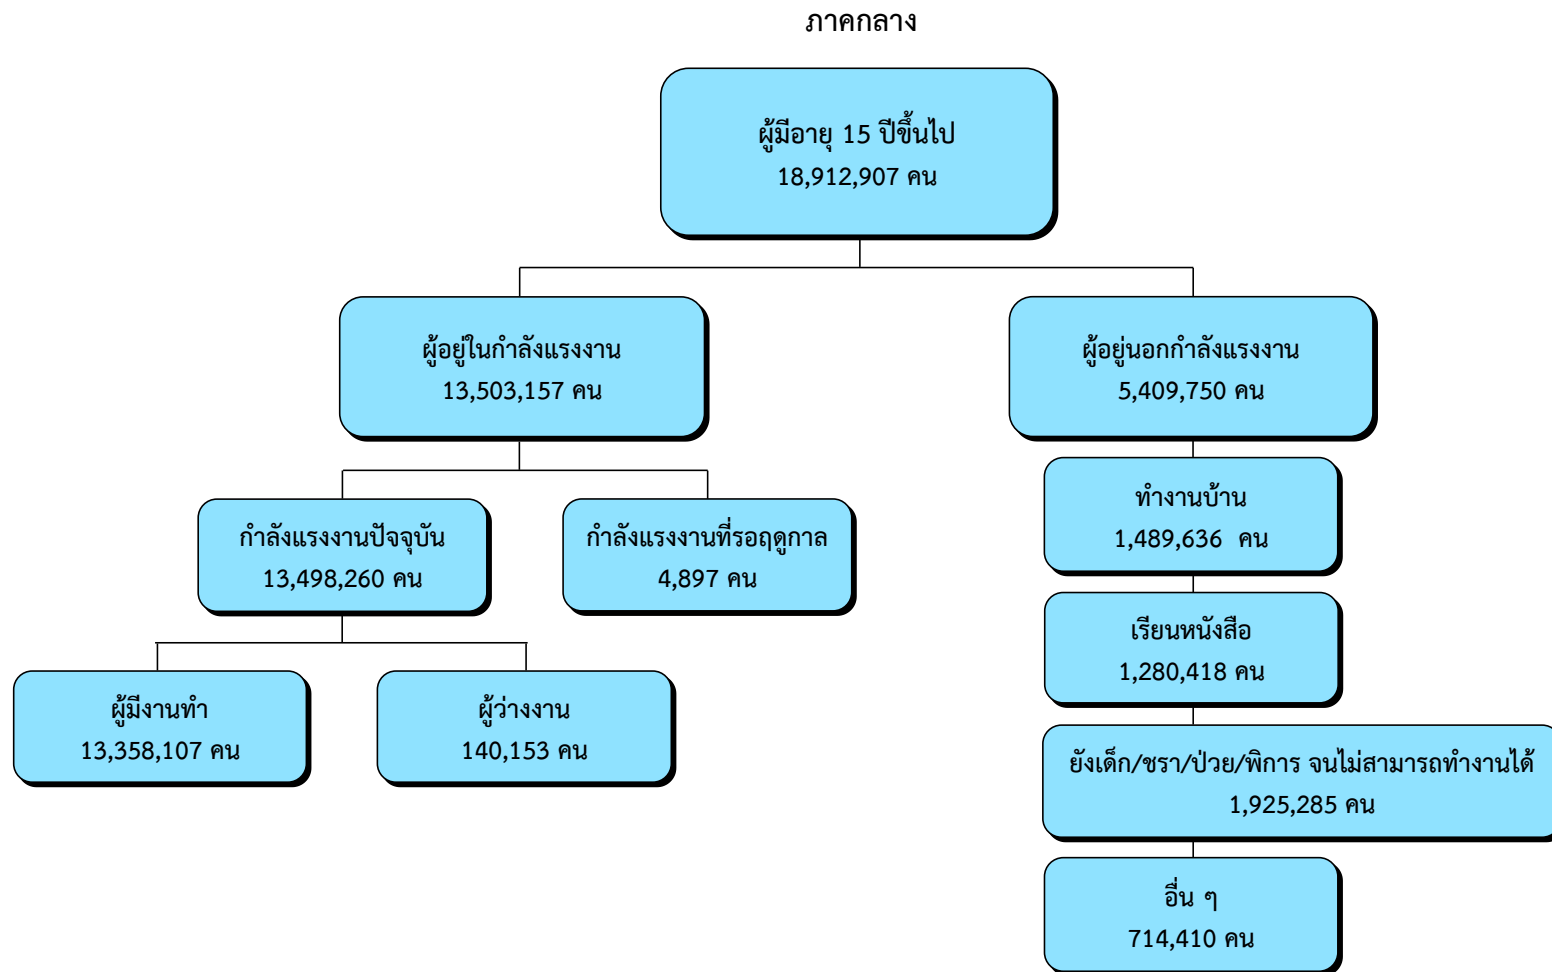 ภาคกลาง
ผู้มีอายุ 15 ปีขึ้นไป
18,912,907 คน
ผู้อยู่ในกำลังแรงงาน
13,503,157 คน
ผู้อยู่นอกกำลังแรงงาน
5,409,750 คน
กำลังแรงงานปัจจุบัน
13,498,260 คน
กำลังแรงงานที่รอฤดูกาล
4,897 คน
ผู้มีงานทำ
13,358,107 คน
ผู้ว่างงาน
140,153 คน
ทำงานบ้าน
1,489,636 คน
เรียนหนังสือ
1,280,418 คน
ยังเด็ก/ชรา/ป่วย/พิการ จนไม่สามารถทำงานได้
1,925,285 คน
อื่น ๆ
714,410 คน